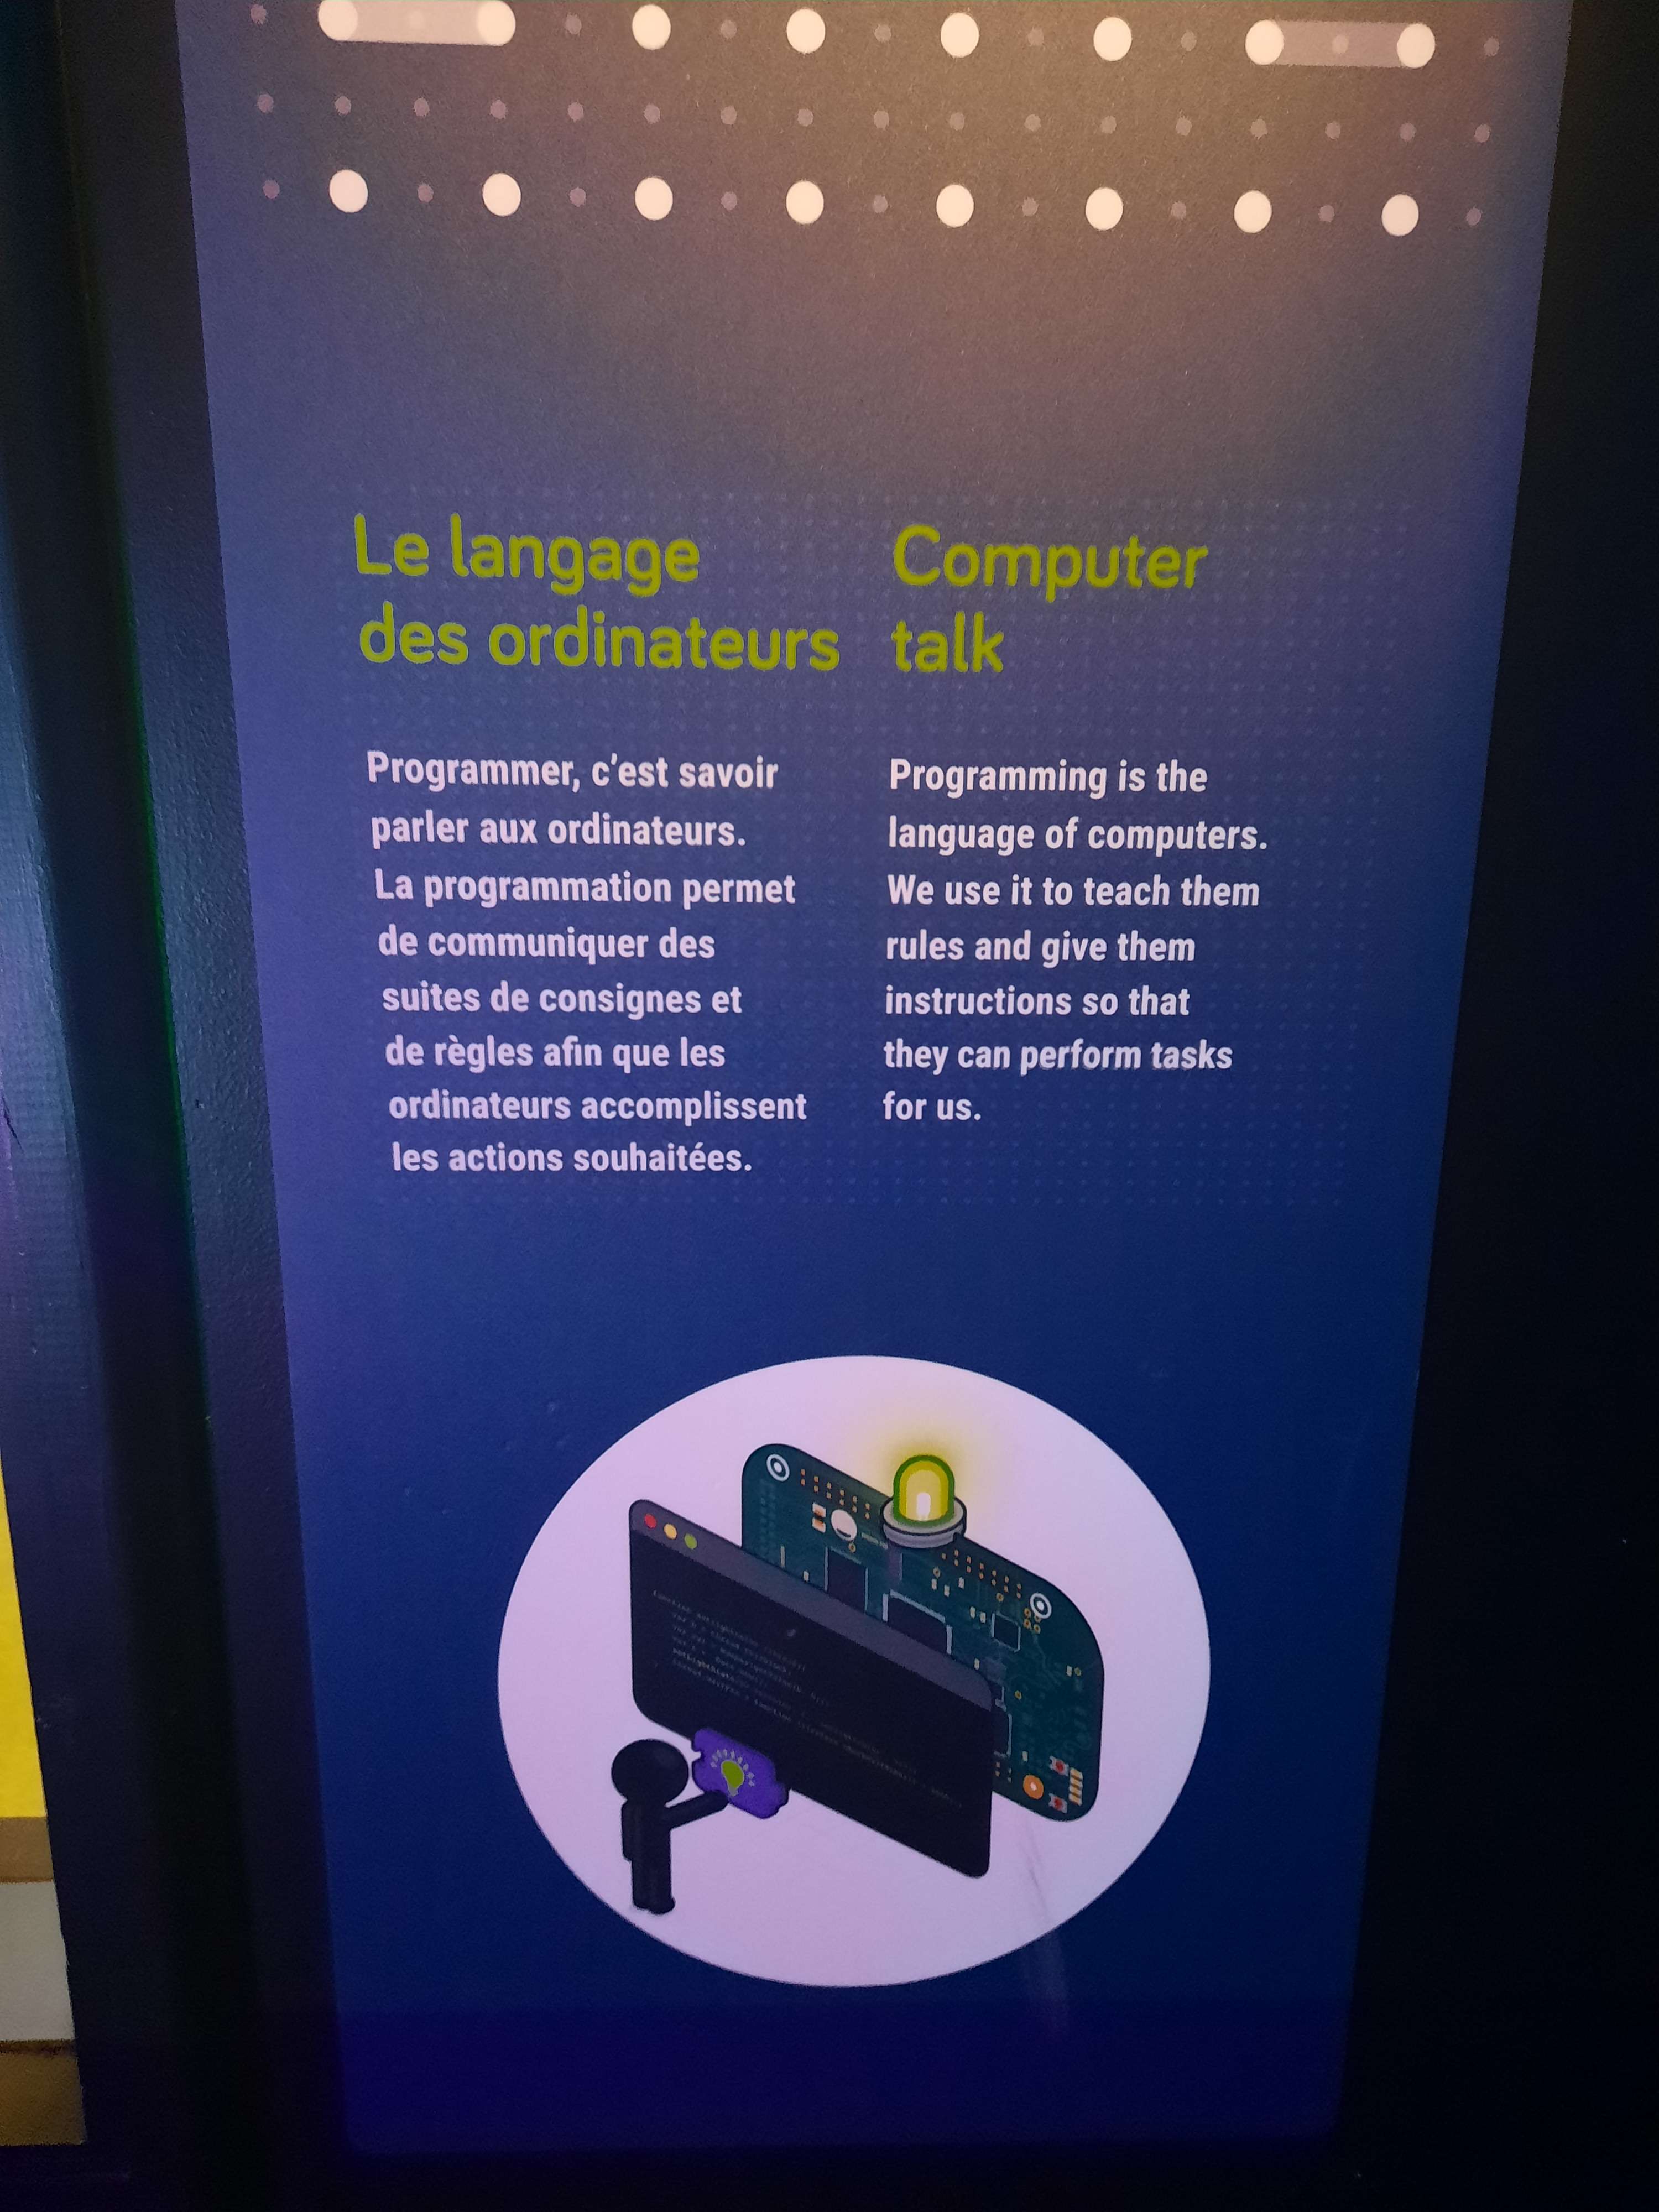 Le langage
des ordinateurs
Programmer, c'est savoir
parler aux ordinateurs.
La programmation permet
de communiquer des
suites de consignes et
de règles afin que les
ordinateurs accomplissent
les actions souhaitées.
Computer
talk
Programming is the
language of computers.
We use it to teach them
rules and give them
instructions so that
they can perform tasks
for us.